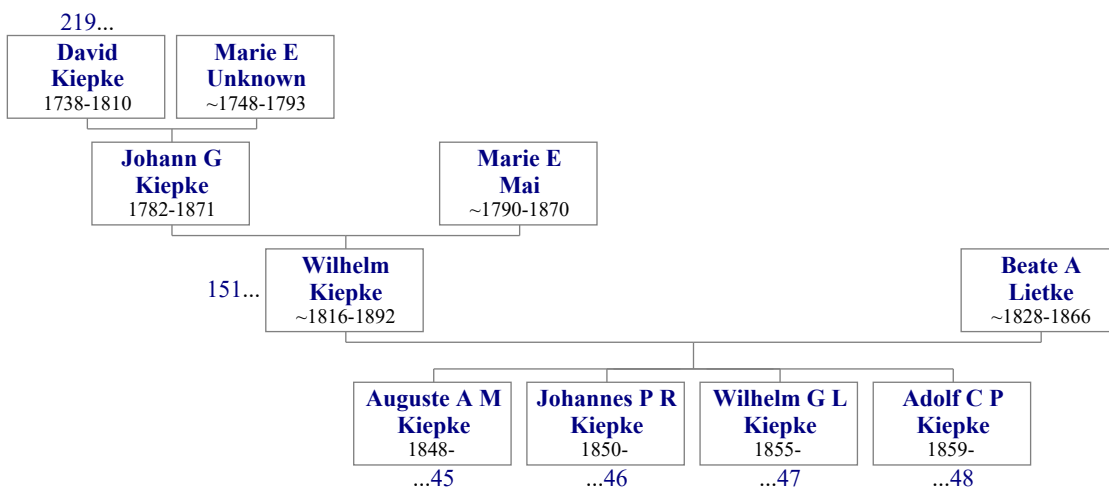 219...
David
Kiepke
1738-1810
Marie E
Unknown
~1748-1793
Johann G
Kiepke
1782-1871
Marie E
Mai
~1790-1870
151...
Wilhelm
Kiepke
~1816-1892
Beate A
Lietke
~1828-1866
Auguste A M
Kiepke
1848-
...45
Johannes P R
Kiepke
1850-
...46
Wilhelm G L
Kiepke
1855-
...47
Adolf C P
Kiepke
1859-
...48